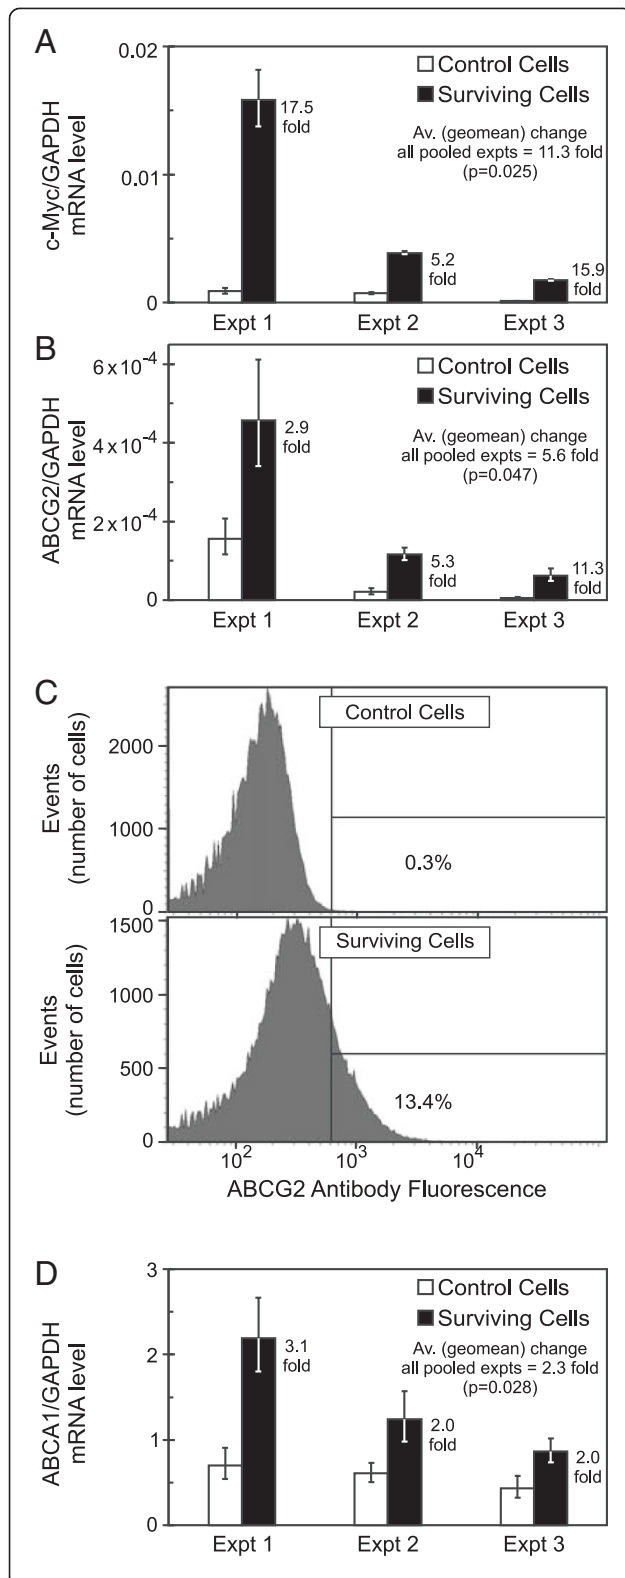 A
c-Myc/GAPDH
mRNA level
0.02
0.01
0
Control Cells
Surviving Cells
Av. (geomean) change
all pooled expts = 11.3 fold
(p=0.025)
17.5
fold
5.2
fold
15.9
fold
Expt 1
Expt 2
Expt 3
B
ABCG2/GAPDH
mRNA level
6 x 10⁻⁴
4 x 10⁻⁴
2 x 10⁻⁴
0
Control Cells
Surviving Cells
Av. (geomean) change
all pooled expts = 5.6 fold
(p=0.047)
2.9
fold
5.3
fold
11.3
fold
Expt 1
Expt 2
Expt 3
C
Events
(number of cells)
2000
1000
0
Control Cells
0.3%
Events
(number of cells)
1500
1000
500
0
Surviving Cells
13.4%
10²
10³
10⁴
ABCG2 Antibody Fluorescence
D
ABCA1/GAPDH
mRNA level
3
2
1
0
Control Cells
Surviving Cells
Av. (geomean) change
all pooled expts = 2.3 fold
(p=0.028)
3.1
fold
2.0
fold
2.0
fold
Expt 1
Expt 2
Expt 3